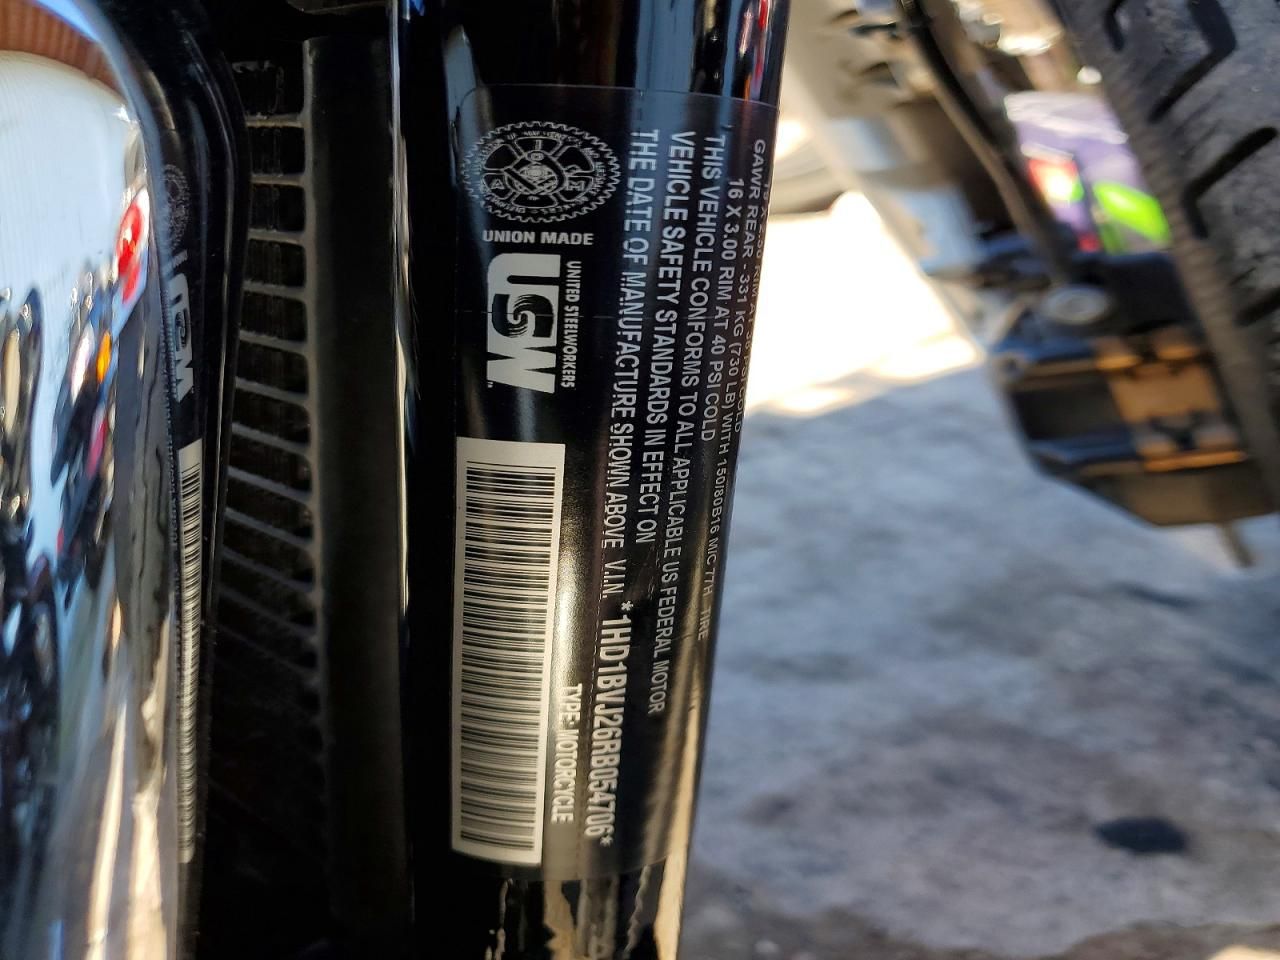 GAWR REAR - 331 KG (730 LB) WITH 150/80B16 M/C 77H TIRE
16 X 3.00 RIM AT 40 PSI COLD
THIS VEHICLE CONFORMS TO ALL APPLICABLE US FEDERAL MOTOR
VEHICLE SAFETY STANDARDS IN EFFECT ON
THE DATE OF MANUFACTURE SHOWN ABOVE V.I.N. *1HD1BVJ26RB054706*
TYPE-MOTORCYCLE
UNION MADE
UNITED STEELWORKERS
USW